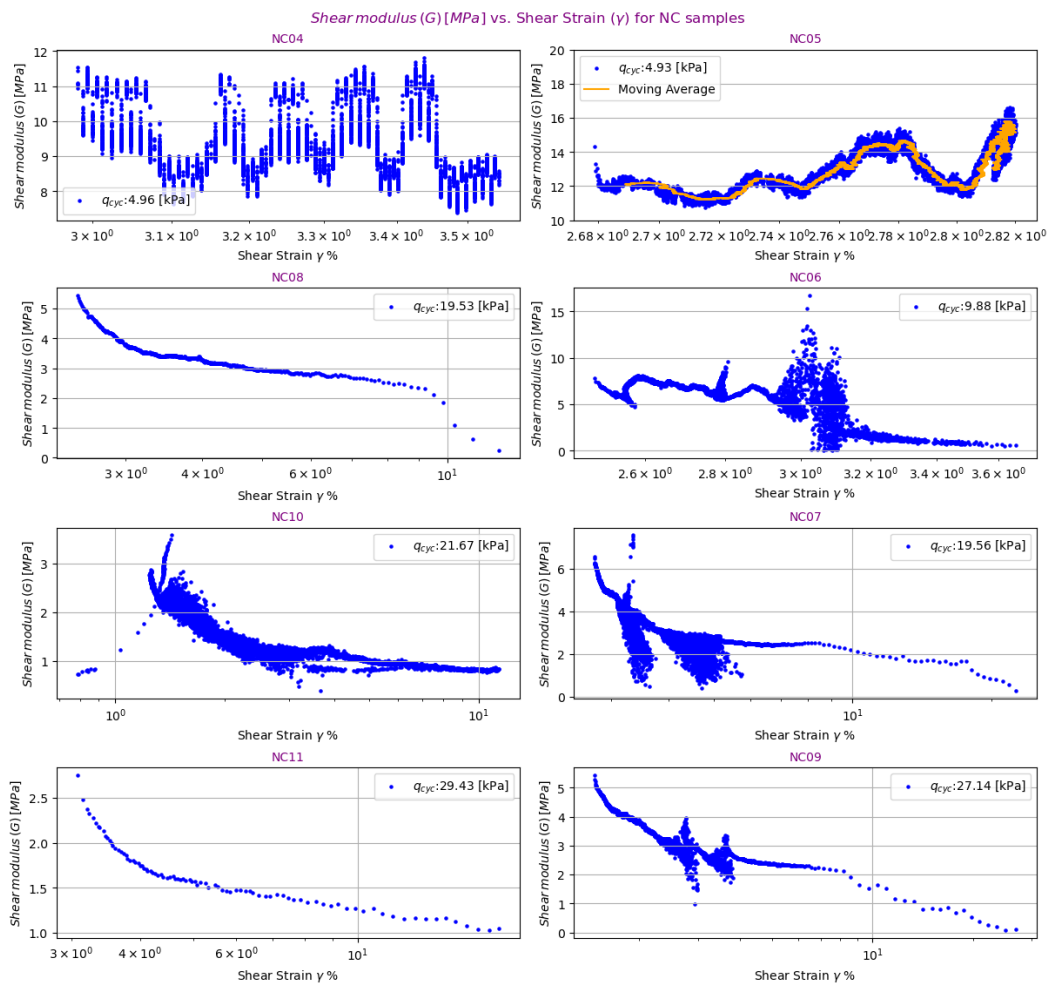 Shear modulus (G) [MPa] vs. Shear Strain (γ) for NC samples
NC04
Shear modulus (G) [MPa]
12
11
10
9
8
q_cyc:4.96 [kPa]
3 × 10⁰
3.1 × 10⁰
3.2 × 10⁰
3.3 × 10⁰
3.4 × 10⁰
3.5 × 10⁰
Shear Strain γ %
NC05
Shear modulus (G) [MPa]
20
18
16
14
12
10
q_cyc:4.93 [kPa]
Moving Average
2.68 × 10⁰
2.7 × 10⁰
2.72 × 10⁰
2.74 × 10⁰
2.76 × 10⁰
2.78 × 10⁰
2.8 × 10⁰
2.82 × 10⁰
Shear Strain γ %
NC08
Shear modulus (G) [MPa]
5
4
3
2
1
0
q_cyc:19.53 [kPa]
3 × 10⁰
4 × 10⁰
6 × 10⁰
10¹
Shear Strain γ %
NC06
Shear modulus (G) [MPa]
15
10
5
0
q_cyc:9.88 [kPa]
2.6 × 10⁰
2.8 × 10⁰
3 × 10⁰
3.2 × 10⁰
3.4 × 10⁰
3.6 × 10⁰
Shear Strain γ %
NC10
Shear modulus (G) [MPa]
3
2
1
q_cyc:21.67 [kPa]
10⁰
2 × 10⁰
3 × 10⁰
4 × 10⁰
6 × 10⁰
10¹
Shear Strain γ %
NC07
Shear modulus (G) [MPa]
6
4
2
0
q_cyc:19.56 [kPa]
10¹
Shear Strain γ %
NC11
Shear modulus (G) [MPa]
2.5
2.0
1.5
1.0
q_cyc:29.43 [kPa]
3 × 10⁰
4 × 10⁰
6 × 10⁰
10¹
Shear Strain γ %
NC09
Shear modulus (G) [MPa]
5
4
3
2
1
0
q_cyc:27.14 [kPa]
10¹
Shear Strain γ %